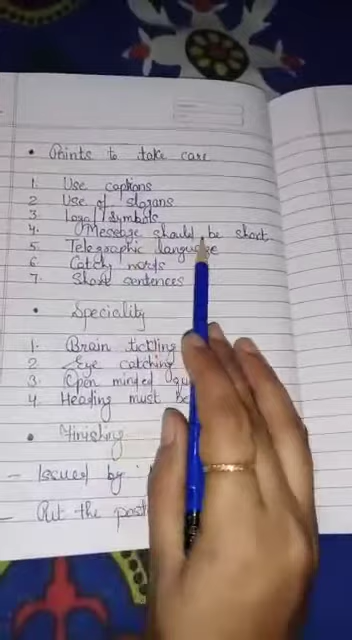 • Points to take care
1. Use captions
2 Use of slogans
3 Logo/symbols
4. Message should be short
5 Telegraphic language
6 Catchy words
7. Short sentences
• Speciality
1. Brain tickling
2 Eye catching
3. Open minded
4 Heading must be
• Finishing
- Issued by
- Put the